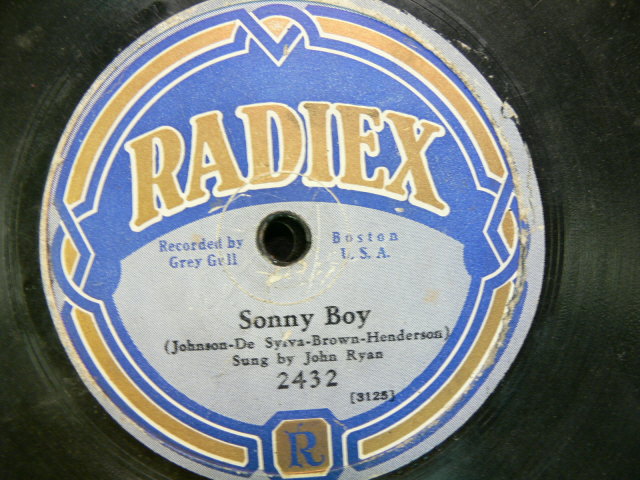 RADIEX
Recorded by
Grey Gull
Boston
U. S. A.
Sonny Boy
(Johnson-De Sylva-Brown-Henderson)
Sung by John Ryan
2432
[3125]
R